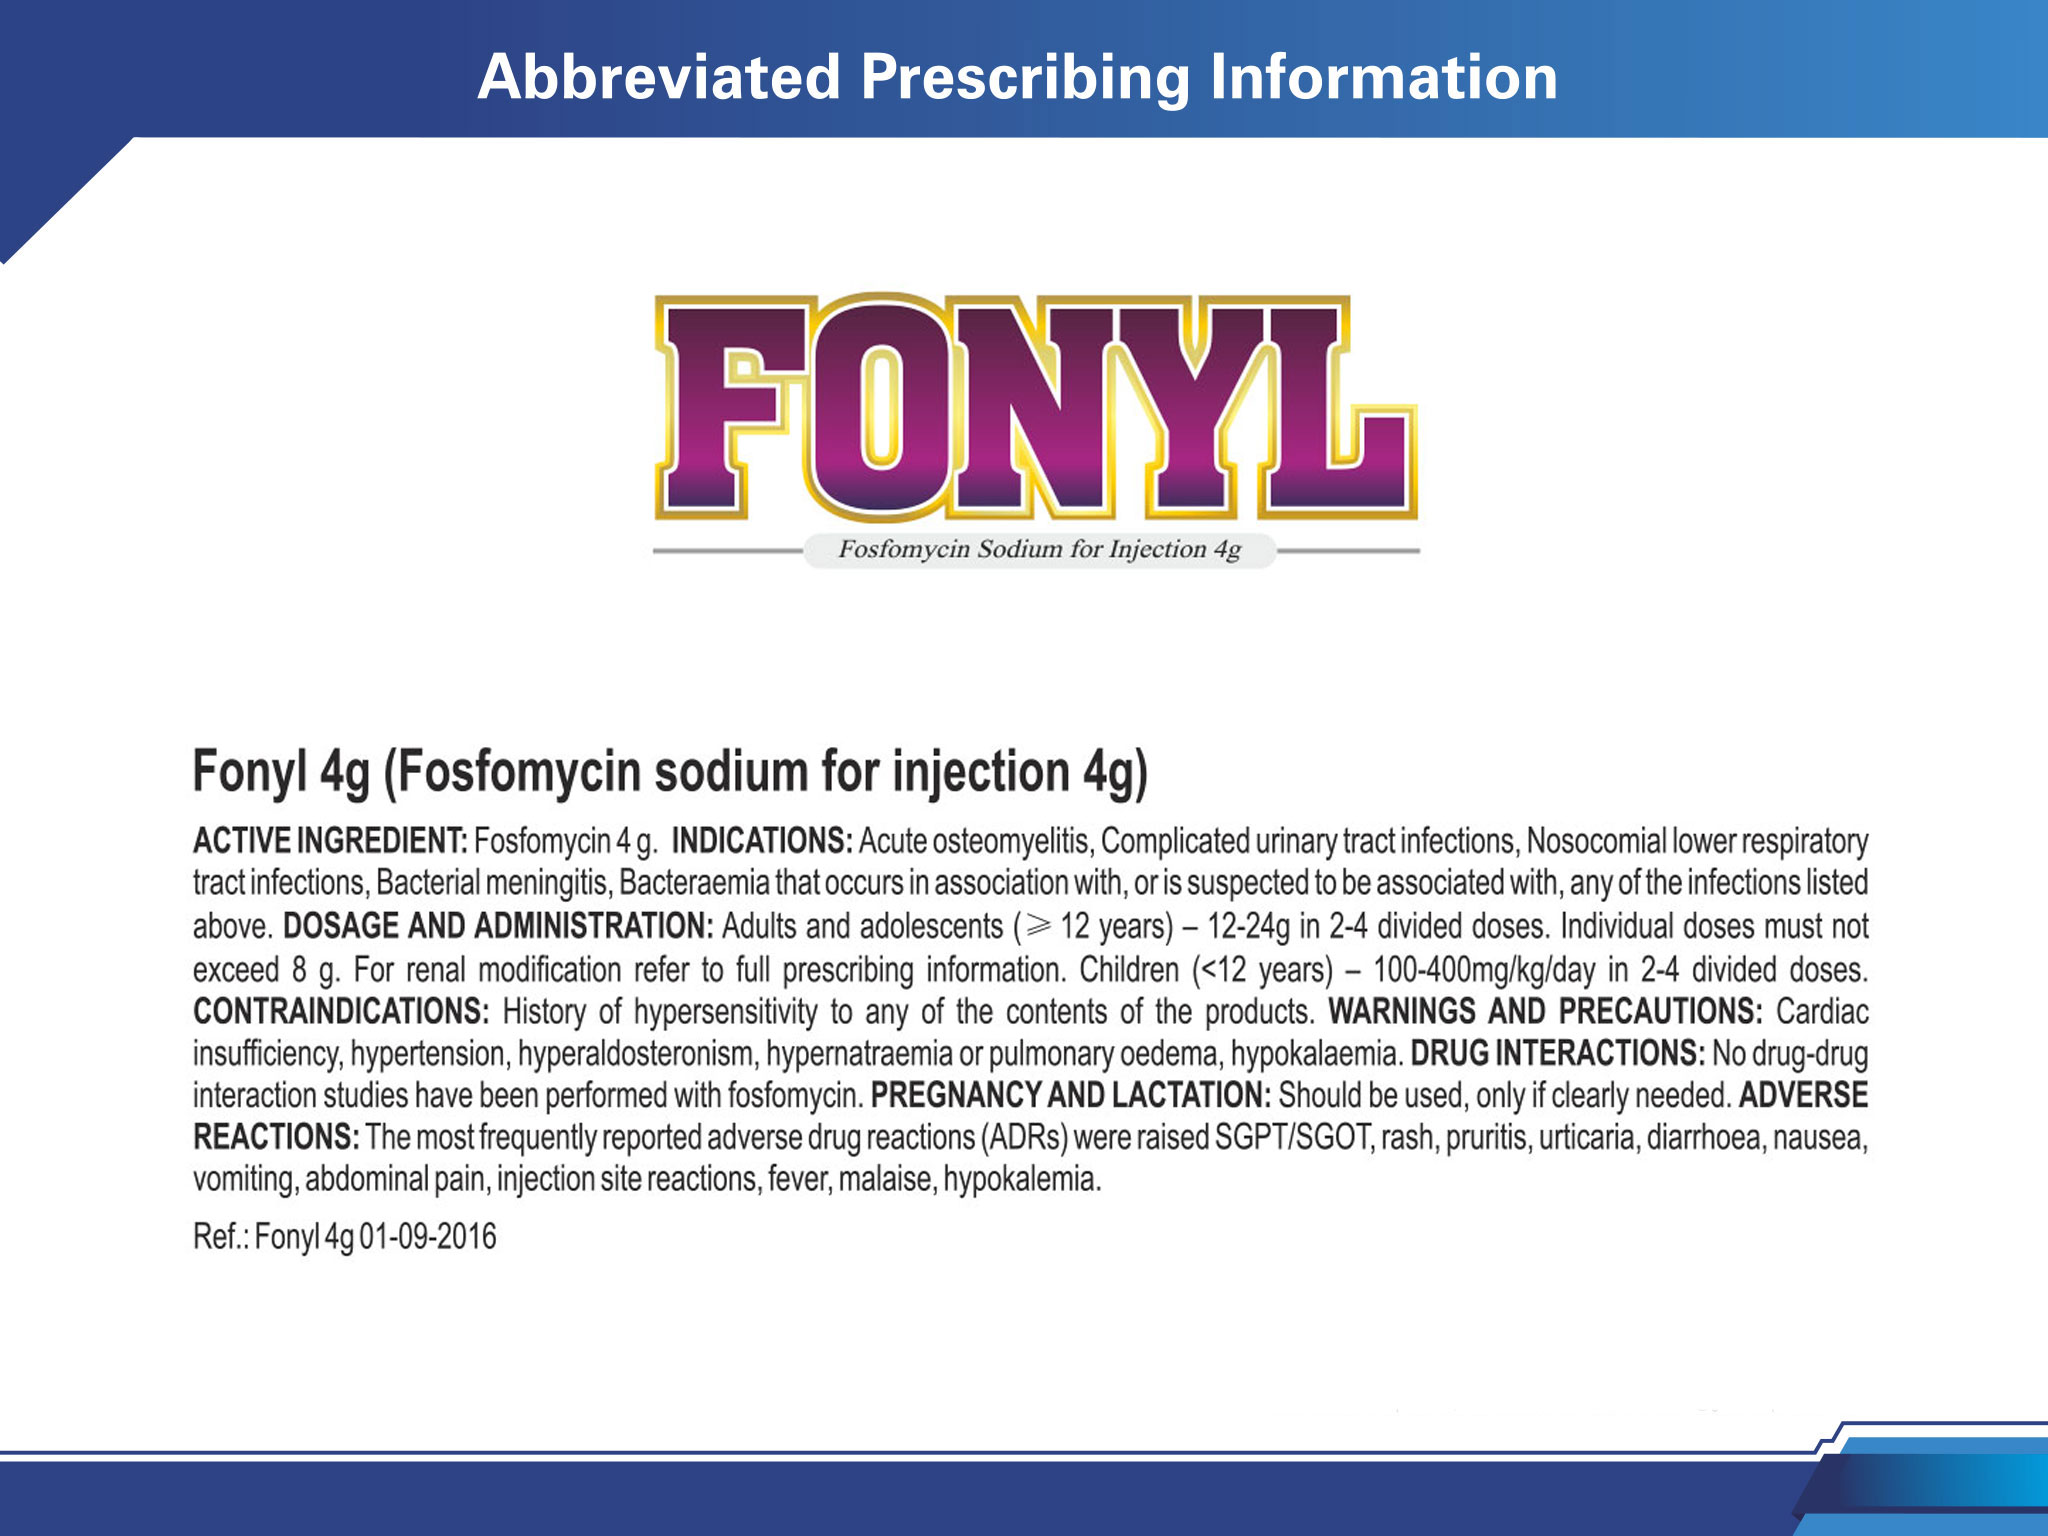 Abbreviated Prescribing Information
FONYL
Fosfomycin Sodium for Injection 4g
Fonyl 4g (Fosfomycin sodium for injection 4g)
ACTIVE INGREDIENT: Fosfomycin 4 g. INDICATIONS: Acute osteomyelitis, Complicated urinary tract infections, Nosocomial lower respiratory
tract infections, Bacterial meningitis, Bacteraemia that occurs in association with, or is suspected to be associated with, any of the infections listed
above. DOSAGE AND ADMINISTRATION: Adults and adolescents (⩾ 12 years) – 12-24g in 2-4 divided doses. Individual doses must not
exceed 8 g. For renal modification refer to full prescribing information. Children (<12 years) – 100-400mg/kg/day in 2-4 divided doses.
CONTRAINDICATIONS: History of hypersensitivity to any of the contents of the products. WARNINGS AND PRECAUTIONS: Cardiac
insufficiency, hypertension, hyperaldosteronism, hypernatraemia or pulmonary oedema, hypokalaemia. DRUG INTERACTIONS: No drug-drug
interaction studies have been performed with fosfomycin. PREGNANCY AND LACTATION: Should be used, only if clearly needed. ADVERSE
REACTIONS: The most frequently reported adverse drug reactions (ADRs) were raised SGPT/SGOT, rash, pruritis, urticaria, diarrhoea, nausea,
vomiting, abdominal pain, injection site reactions, fever, malaise, hypokalemia.
Ref.: Fonyl 4g 01-09-2016